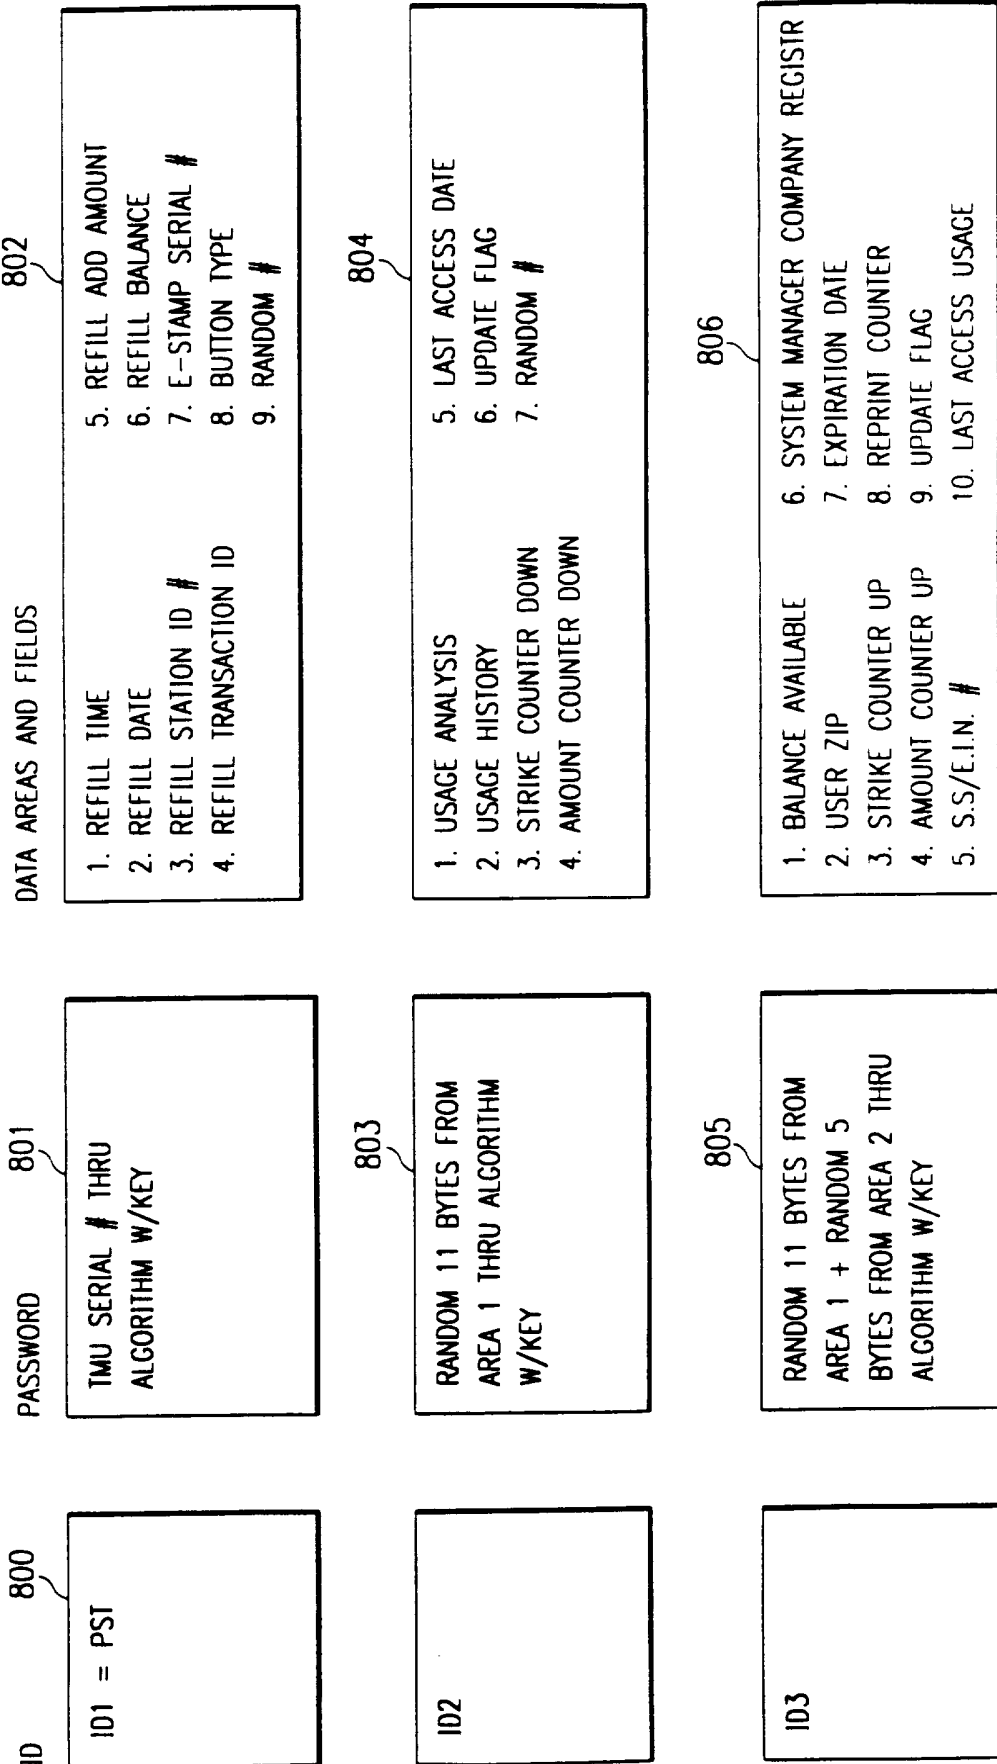 ID
PASSWORD
DATA AREAS AND FIELDS
800
ID1 = PST
801
TMU SERIAL # THRU
ALGORITHM W/KEY
802
1. REFILL TIME
2. REFILL DATE
3. REFILL STATION ID #
4. REFILL TRANSACTION ID
5. REFILL ADD AMOUNT
6. REFILL BALANCE
7. E-STAMP SERIAL #
8. BUTTON TYPE
9. RANDOM #
ID2
803
RANDOM 11 BYTES FROM
AREA 1 THRU ALGORITHM
W/KEY
804
1. USAGE ANALYSIS
2. USAGE HISTORY
3. STRIKE COUNTER DOWN
4. AMOUNT COUNTER DOWN
5. LAST ACCESS DATE
6. UPDATE FLAG
7. RANDOM #
ID3
805
RANDOM 11 BYTES FROM
AREA 1 + RANDOM 5
BYTES FROM AREA 2 THRU
ALGORITHM W/KEY
806
1. BALANCE AVAILABLE
2. USER ZIP
3. STRIKE COUNTER UP
4. AMOUNT COUNTER UP
5. S.S/E.I.N. #
6. SYSTEM MANAGER COMPANY REGISTR
7. EXPIRATION DATE
8. REPRINT COUNTER
9. UPDATE FLAG
10. LAST ACCESS USAGE